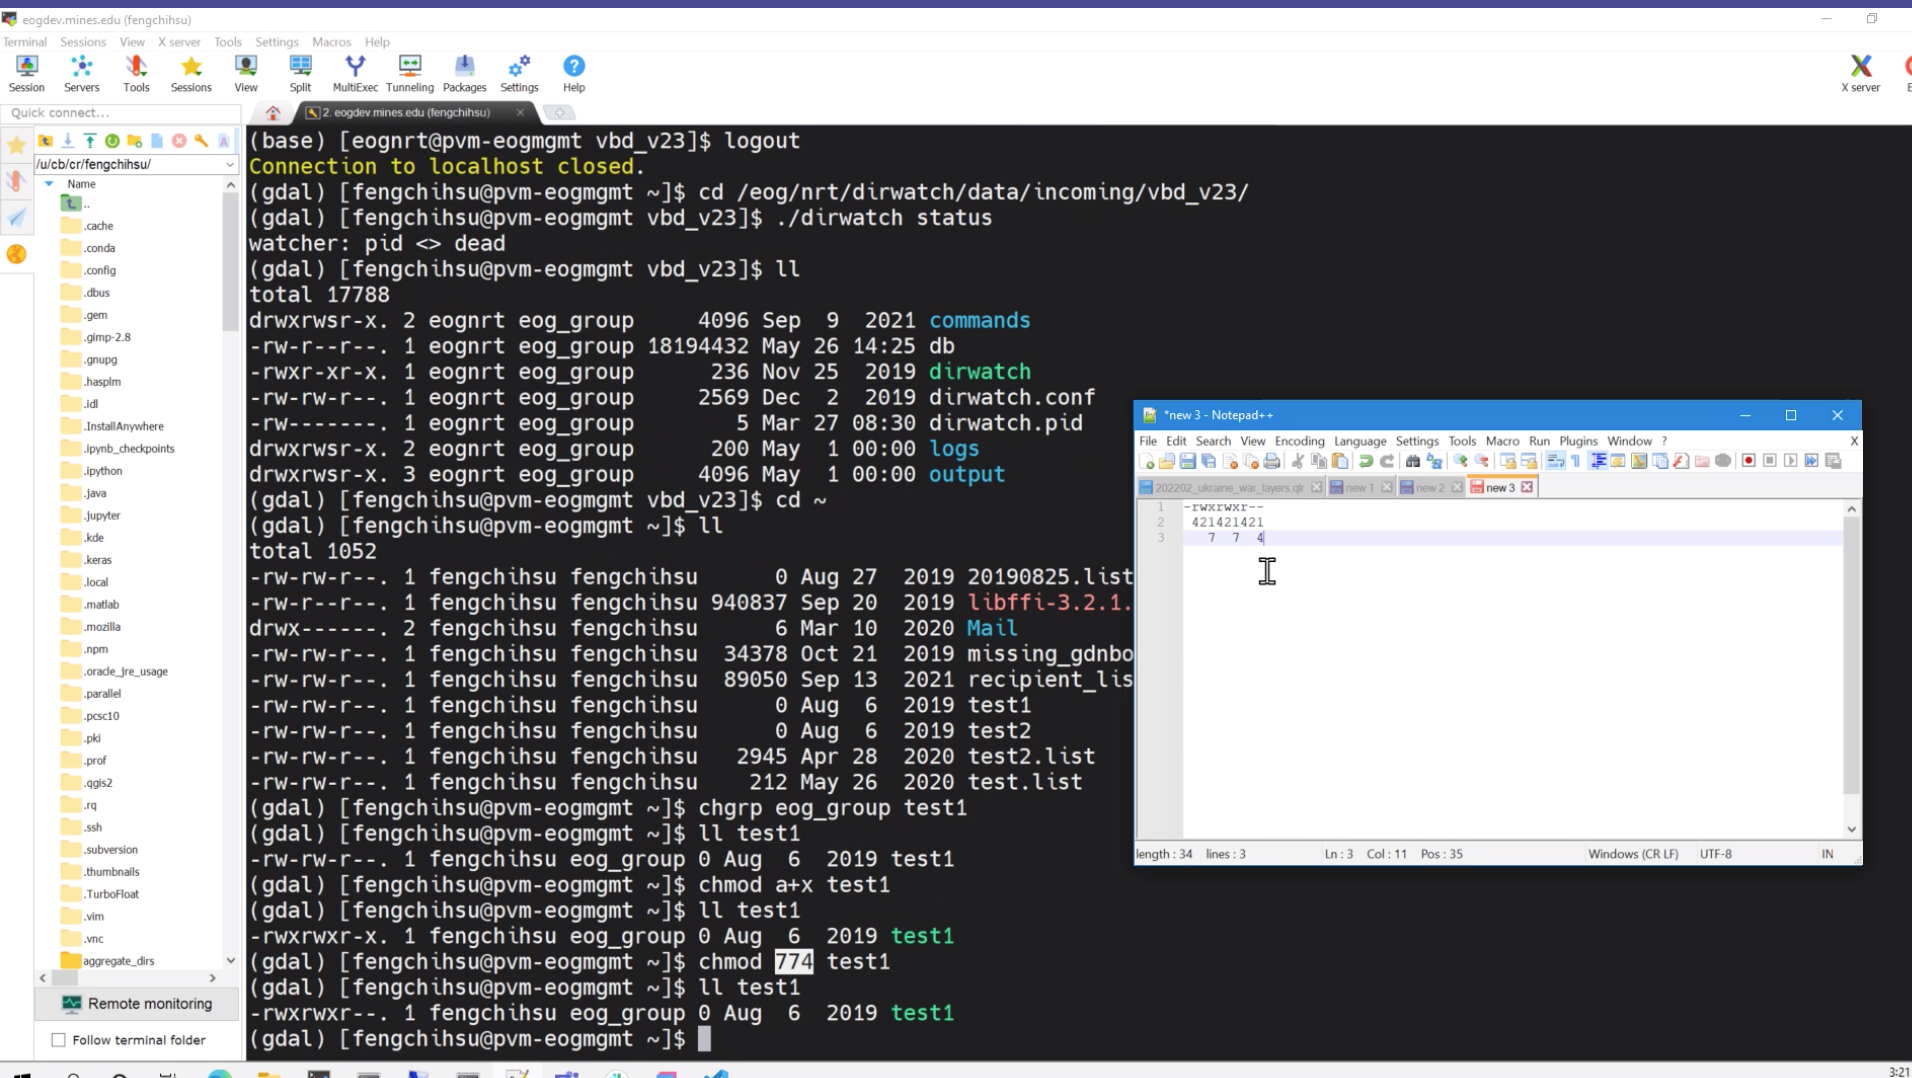 eogdev.mines.edu (fengchihsu)
Terminal Sessions View X server Tools Settings Macros Help
Session Servers Tools Sessions View Split MultiExec Tunneling Packages Settings Help X server
Quick connect...
2. eogdev.mines.edu (fengchihsu)
/u/cb/cr/fengchihsu/
Name
..
.cache
.conda
.config
.dbus
.gem
.gimp-2.8
.gnupg
.hasplm
.idl
.InstallAnywhere
.ipynb_checkpoints
.ipython
.java
.jupyter
.kde
.keras
.local
.matlab
.mozilla
.npm
.oracle_jre_usage
.parallel
.pcsc10
.pki
.prof
.qgis2
.rq
.ssh
.subversion
.thumbnails
.TurboFloat
.vim
.vnc
aggregate_dirs
Remote monitoring
Follow terminal folder
(base) [eognrt@pvm-eogmgmt vbd_v23]$ logout
Connection to localhost closed.
(gdal) [fengchihsu@pvm-eogmgmt ~]$ cd /eog/nrt/dirwatch/data/incoming/vbd_v23/
(gdal) [fengchihsu@pvm-eogmgmt vbd_v23]$ ./dirwatch status
watcher: pid <> dead
(gdal) [fengchihsu@pvm-eogmgmt vbd_v23]$ ll
total 17788
drwxrwsr-x. 2 eognrt eog_group 4096 Sep 9 2021 commands
-rw-r--r--. 1 eognrt eog_group 18194432 May 26 14:25 db
-rwxr-xr-x. 1 eognrt eog_group 236 Nov 25 2019 dirwatch
-rw-r--r--. 1 eognrt eog_group 2569 Dec 2 2019 dirwatch.conf
-rw-------. 1 eognrt eog_group 5 Mar 27 08:30 dirwatch.pid
drwxrwsr-x. 2 eognrt eog_group 200 May 1 00:00 logs
drwxrwsr-x. 3 eognrt eog_group 4096 May 1 00:00 output
(gdal) [fengchihsu@pvm-eogmgmt vbd_v23]$ cd ~
(gdal) [fengchihsu@pvm-eogmgmt ~]$ ll
total 1052
-rw-rw-r--. 1 fengchihsu fengchihsu 0 Aug 27 2019 20190825.list
-rw-r--r--. 1 fengchihsu fengchihsu 940837 Sep 20 2019 libffi-3.2.1.
drwx------. 2 fengchihsu fengchihsu 6 Mar 10 2020 Mail
-rw-rw-r--. 1 fengchihsu fengchihsu 34378 Oct 21 2019 missing_gdnbo
-rw-rw-r--. 1 fengchihsu fengchihsu 89050 Sep 13 2021 recipient_lis
-rw-rw-r--. 1 fengchihsu fengchihsu 0 Aug 6 2019 test1
-rw-rw-r--. 1 fengchihsu fengchihsu 0 Aug 6 2019 test2
-rw-rw-r--. 1 fengchihsu fengchihsu 2945 Apr 28 2020 test2.list
-rw-rw-r--. 1 fengchihsu fengchihsu 212 May 26 2020 test.list
(gdal) [fengchihsu@pvm-eogmgmt ~]$ chgrp eog_group test1
(gdal) [fengchihsu@pvm-eogmgmt ~]$ ll test1
-rw-rw-r--. 1 fengchihsu eog_group 0 Aug 6 2019 test1
(gdal) [fengchihsu@pvm-eogmgmt ~]$ chmod a+x test1
(gdal) [fengchihsu@pvm-eogmgmt ~]$ ll test1
-rwxrwxr-x. 1 fengchihsu eog_group 0 Aug 6 2019 test1
(gdal) [fengchihsu@pvm-eogmgmt ~]$ chmod 774 test1
(gdal) [fengchihsu@pvm-eogmgmt ~]$ ll test1
-rwxrwxr--. 1 fengchihsu eog_group 0 Aug 6 2019 test1
(gdal) [fengchihsu@pvm-eogmgmt ~]$
*new 3 - Notepad++
File Edit Search View Encoding Language Settings Tools Macro Run Plugins Window ? X
202202_ukraine_war_layers.qlr new 1 new 2 new 3
1 -rwxrwxr--
2 421421421
3 7 7 4
length : 34 lines : 3 Ln : 3 Col : 11 Pos : 35 Windows (CR LF) UTF-8 IN
3:21